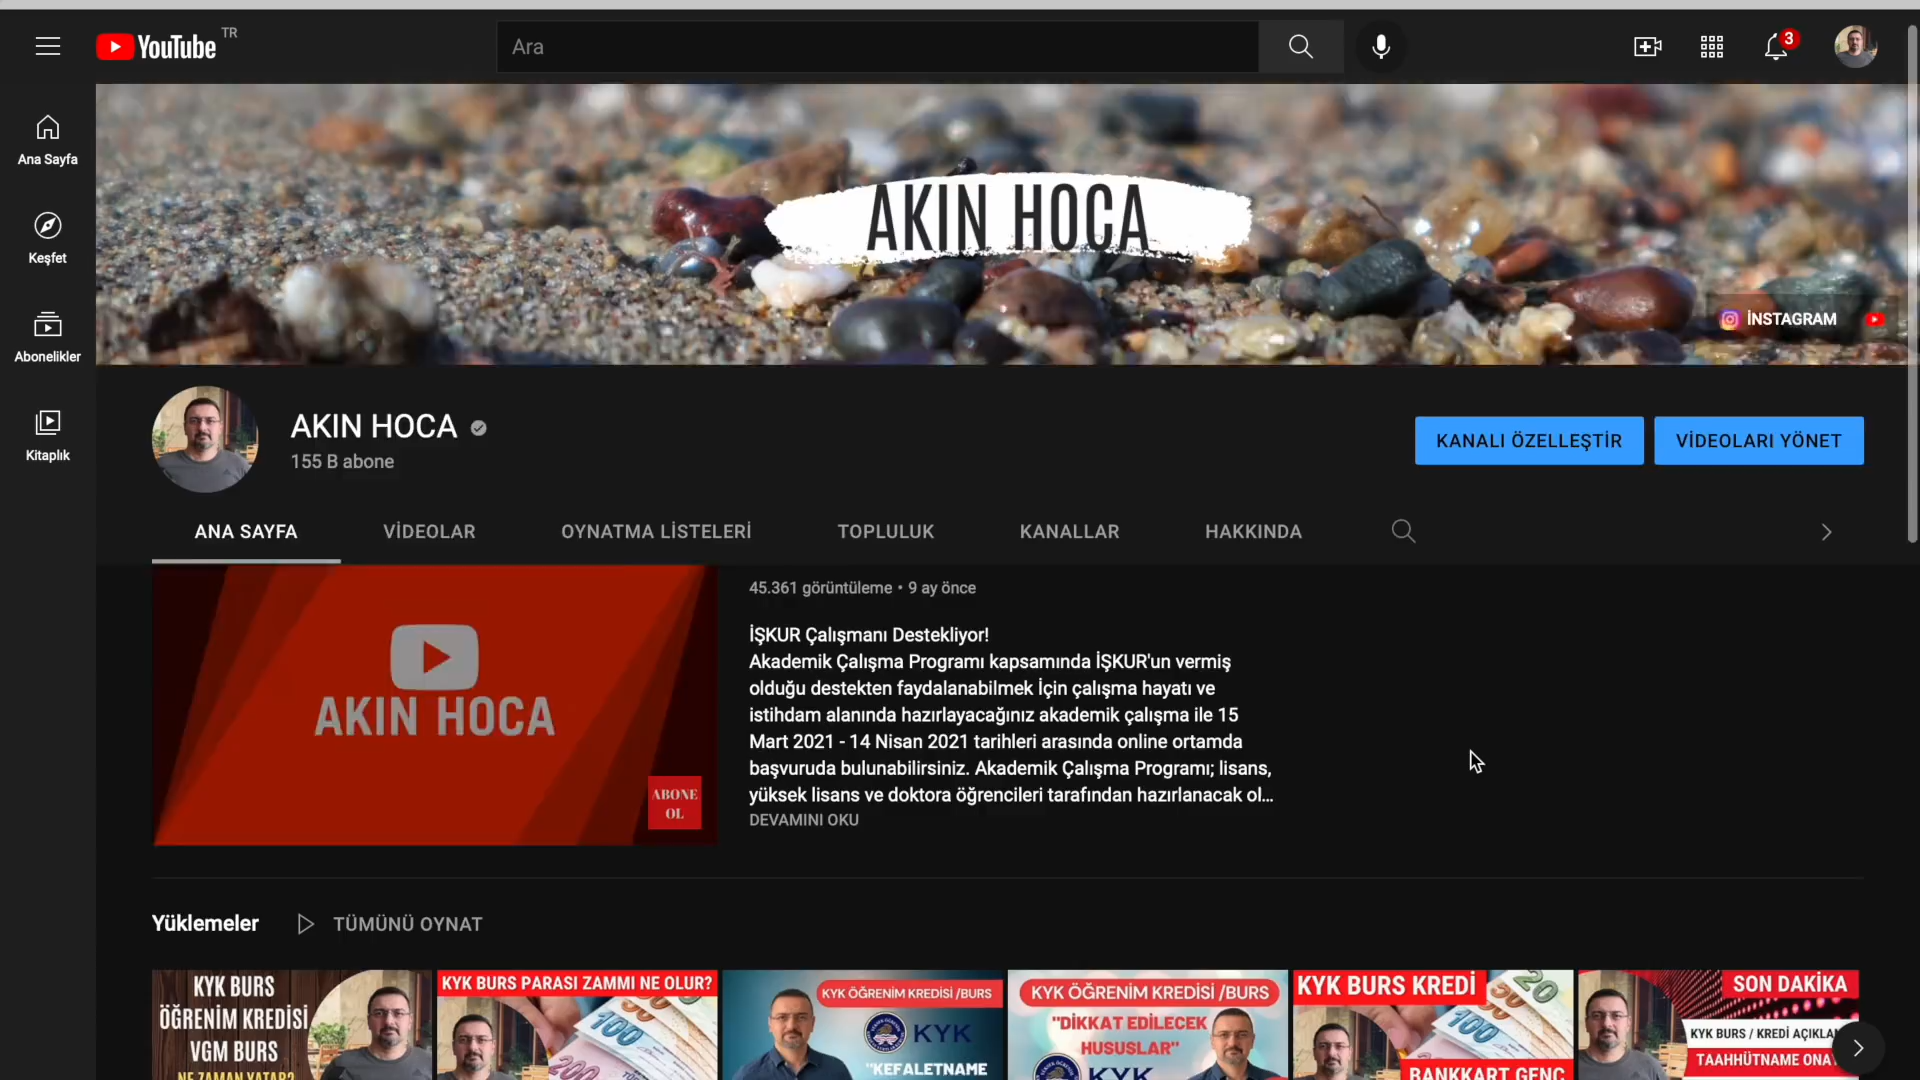 YouTube TR
Ara
3
Ana Sayfa
Keşfet
Abonelikler
Kitaplık
AKIN HOCA
İNSTAGRAM
AKIN HOCA
155 B abone
KANALI ÖZELLEŞTİR
VİDEOLARI YÖNET
ANA SAYFA
VİDEOLAR
OYNATMA LİSTELERİ
TOPLULUK
KANALLAR
HAKKINDA
AKIN HOCA
ABONE
OL
45.361 görüntüleme • 9 ay önce
İŞKUR Çalışmanı Destekliyor!
Akademik Çalışma Programı kapsamında İŞKUR'un vermiş
olduğu destekten faydalanabilmek İçin çalışma hayatı ve
istihdam alanında hazırlayacağınız akademik çalışma ile 15
Mart 2021 - 14 Nisan 2021 tarihleri arasında online ortamda
başvuruda bulunabilirsiniz. Akademik Çalışma Programı; lisans,
yüksek lisans ve doktora öğrencileri tarafından hazırlanacak ol...
DEVAMINI OKU
Yüklemeler
TÜMÜNÜ OYNAT
KYK BURS
ÖĞRENİM KREDİSİ
VGM BURS
NE ZAMAN YATAR?
KYK BURS PARASI ZAMMI NE OLUR?
100
200
KYK ÖĞRENİM KREDİSİ /BURS
KYK
"KEFALETNAME
KYK ÖĞRENİM KREDİSİ /BURS
"DİKKAT EDİLECEK
HUSUSLAR"
KYK
KYK BURS KREDİ
50
20
100
BANKKART GENÇ
SON DAKİKA
KYK BURS / KREDİ AÇIKLA
TAAHHÜTNAME ONA